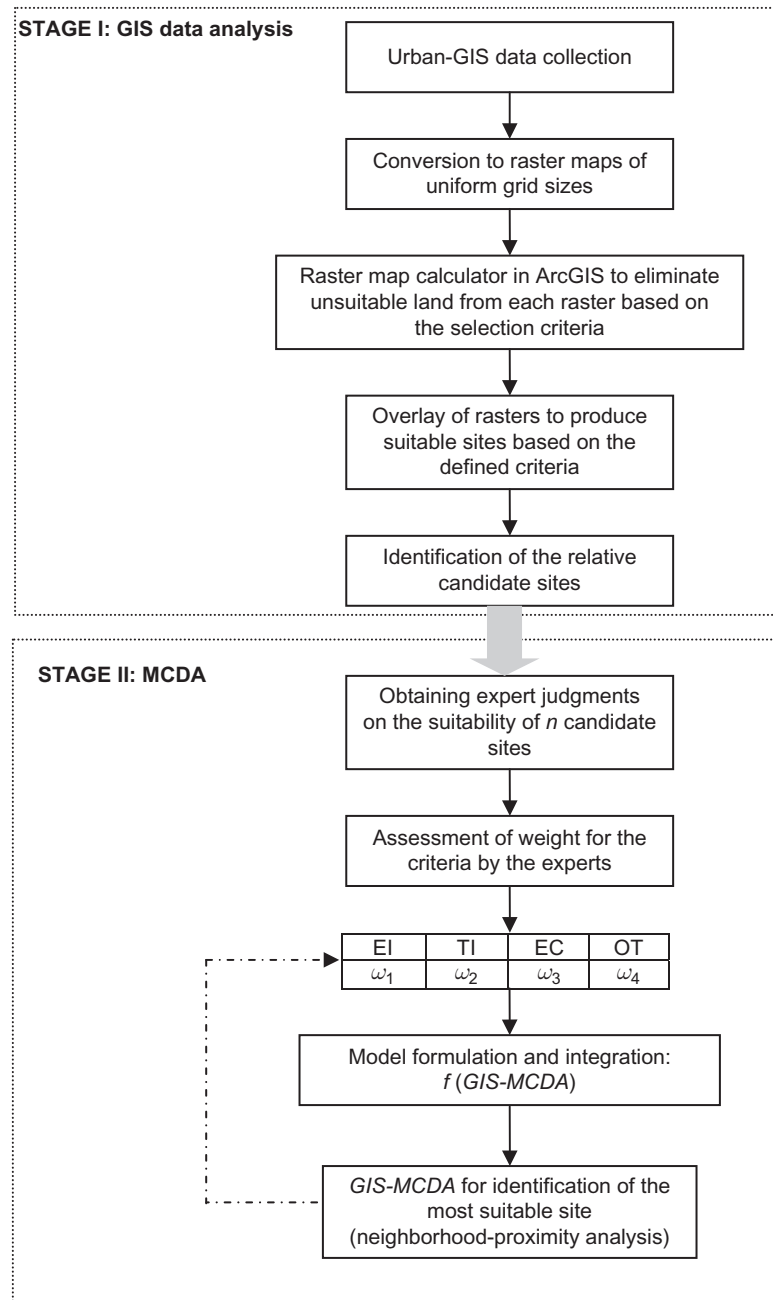 STAGE I: GIS data analysis
Urban-GIS data collection
Conversion to raster maps of
uniform grid sizes
Raster map calculator in ArcGIS to eliminate
unsuitable land from each raster based on
the selection criteria
Overlay of rasters to produce
suitable sites based on the
defined criteria
Identification of the relative
candidate sites
STAGE II: MCDA
Obtaining expert judgments
on the suitability of n candidate
sites
Assessment of weight for the
criteria by the experts
EI TI EC OT
ω1 ω2 ω3 ω4
Model formulation and integration:
f (GIS-MCDA)
GIS-MCDA for identification of the
most suitable site
(neighborhood-proximity analysis)